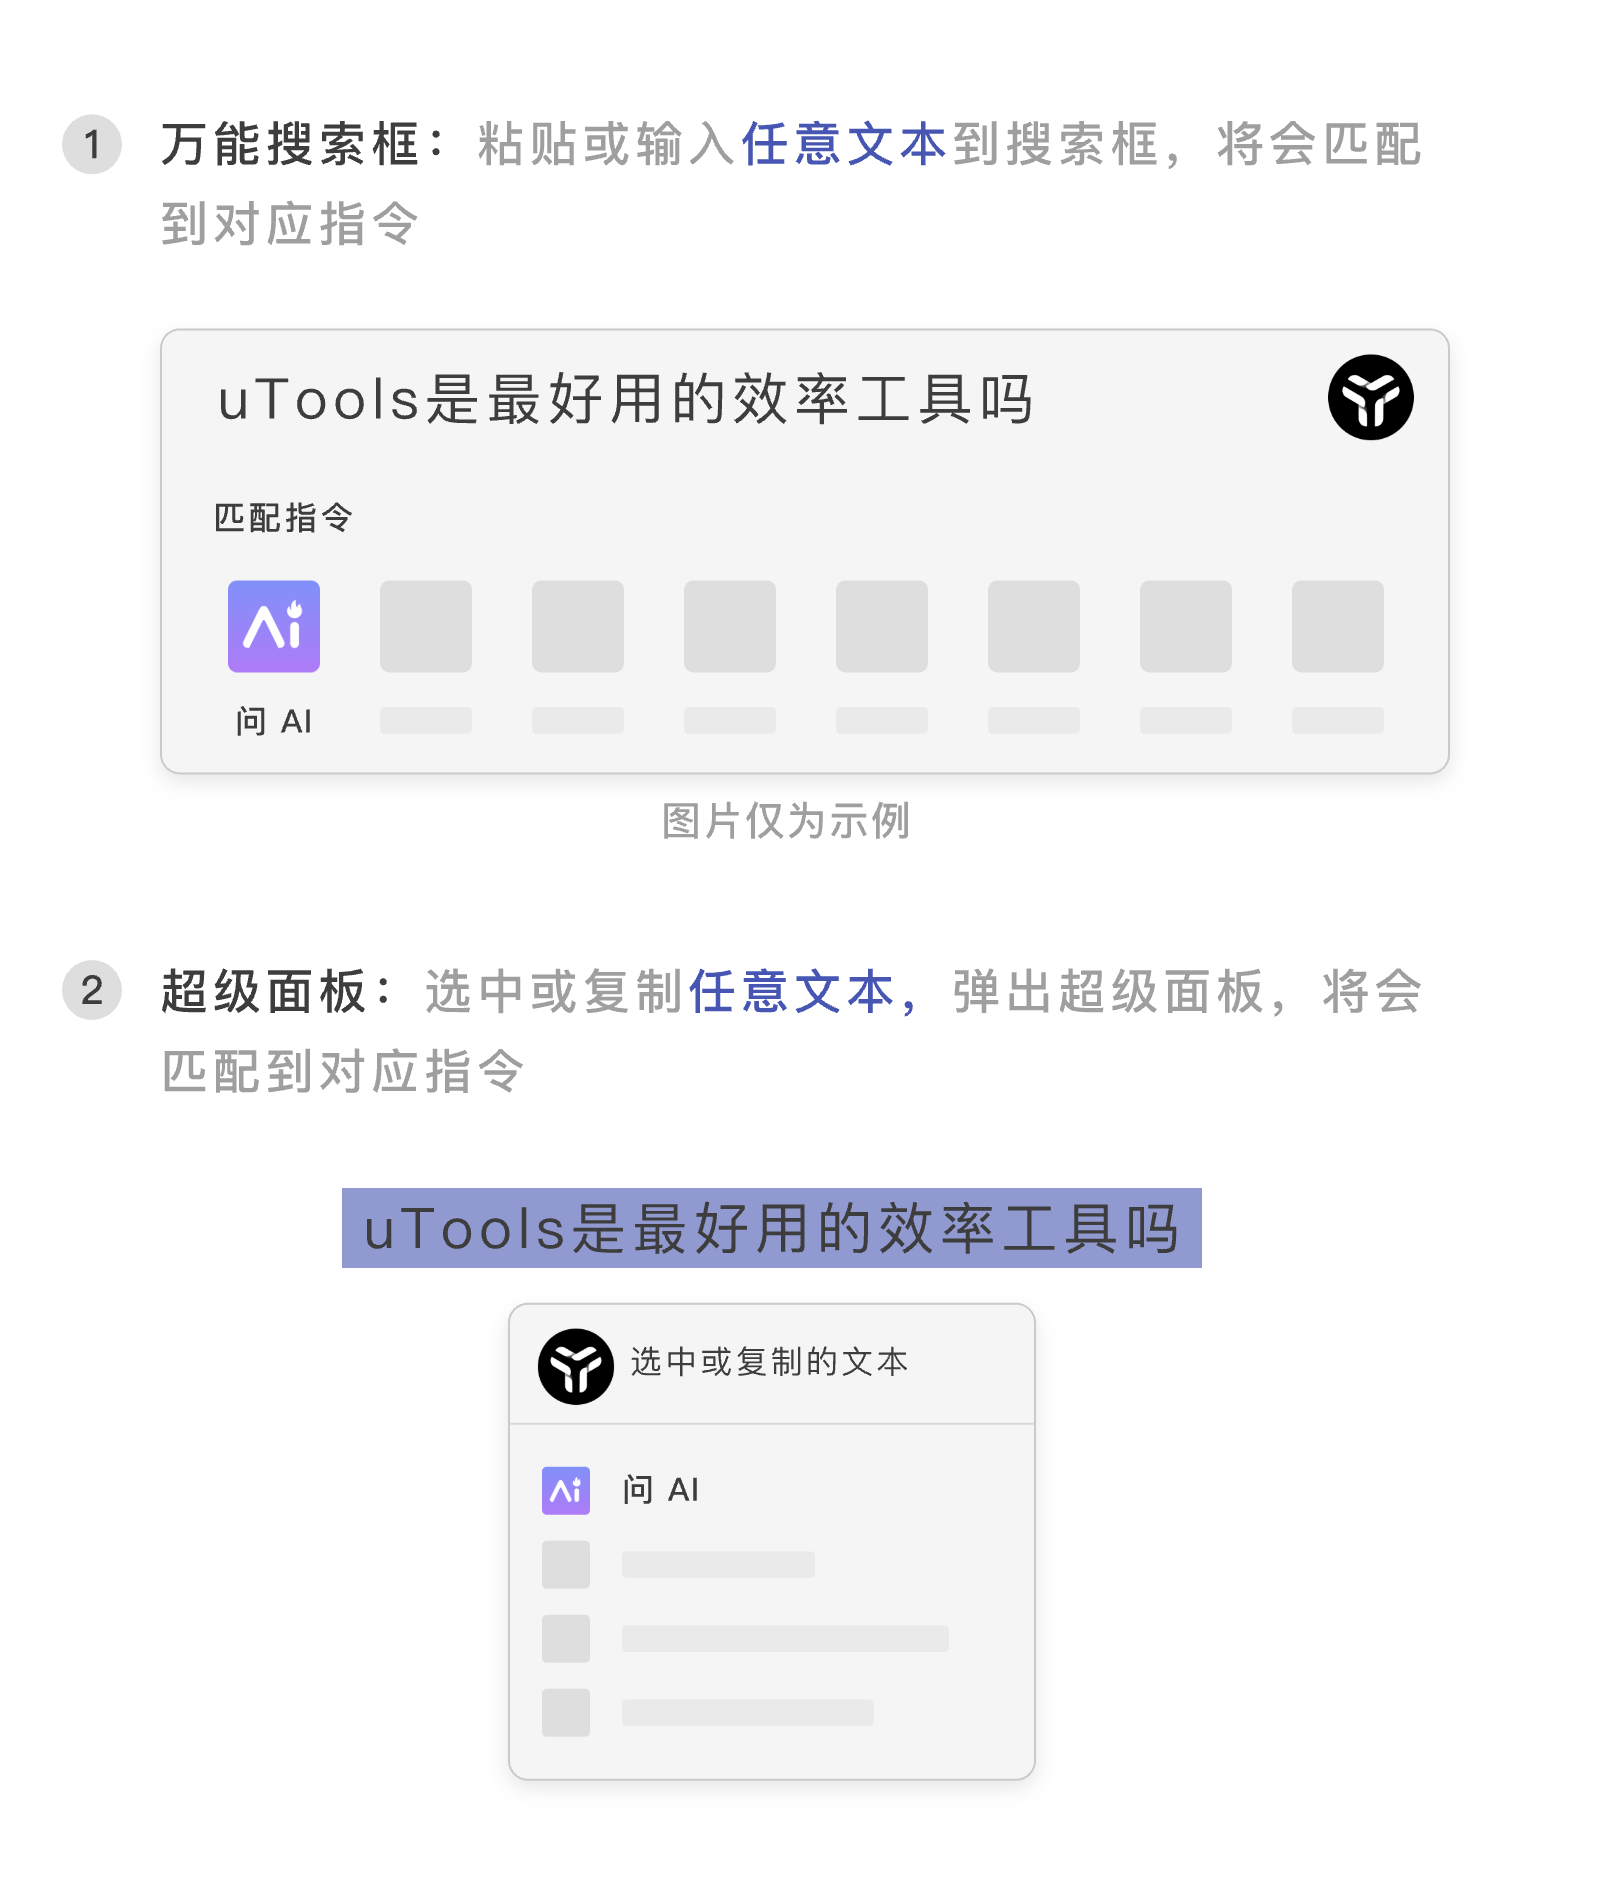 1 万能搜索框：粘贴或输入任意文本到搜索框，将会匹配
到对应指令
uTools是最好用的效率工具吗
匹配指令
Ai
问 AI
图片仅为示例
2 超级面板：选中或复制任意文本，弹出超级面板，将会
匹配到对应指令
uTools是最好用的效率工具吗
选中或复制的文本
Ai 问 AI